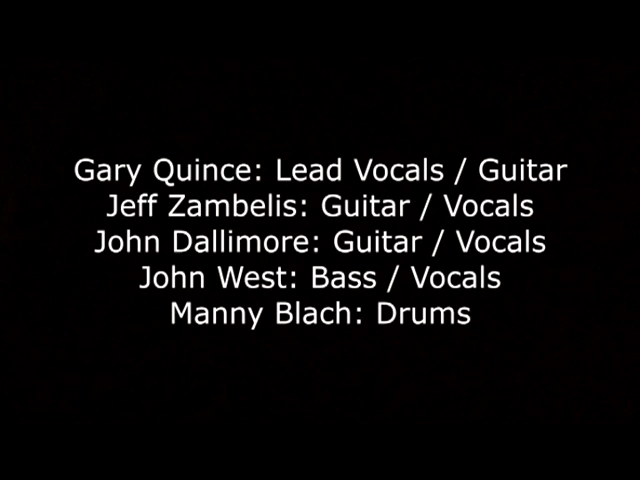 Gary Quince: Lead Vocals / Guitar
Jeff Zambelis: Guitar / Vocals
John Dallimore: Guitar / Vocals
John West: Bass / Vocals
Manny Blach: Drums